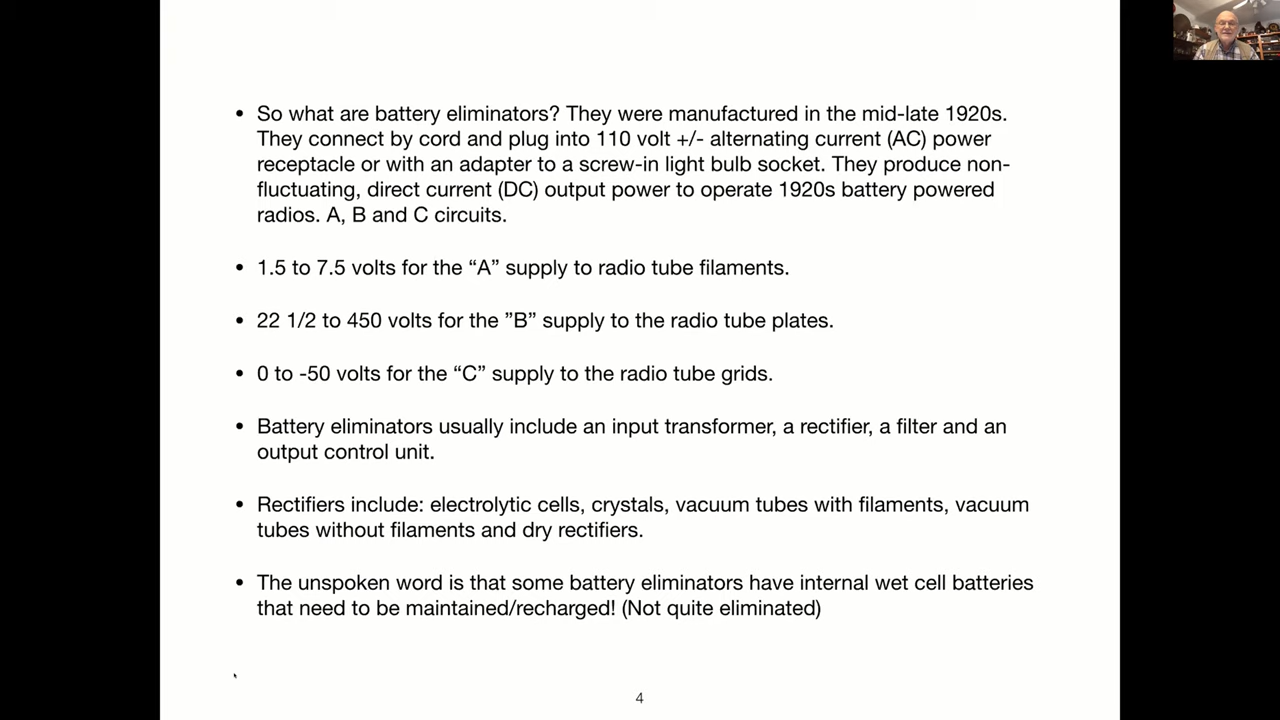 • So what are battery eliminators? They were manufactured in the mid-late 1920s.
They connect by cord and plug into 110 volt +/- alternating current (AC) power
receptacle or with an adapter to a screw-in light bulb socket. They produce non-
fluctuating, direct current (DC) output power to operate 1920s battery powered
radios. A, B and C circuits.
• 1.5 to 7.5 volts for the “A” supply to radio tube filaments.
• 22 1/2 to 450 volts for the ”B” supply to the radio tube plates.
• 0 to -50 volts for the “C” supply to the radio tube grids.
• Battery eliminators usually include an input transformer, a rectifier, a filter and an
output control unit.
• Rectifiers include: electrolytic cells, crystals, vacuum tubes with filaments, vacuum
tubes without filaments and dry rectifiers.
• The unspoken word is that some battery eliminators have internal wet cell batteries
that need to be maintained/recharged! (Not quite eliminated)
4